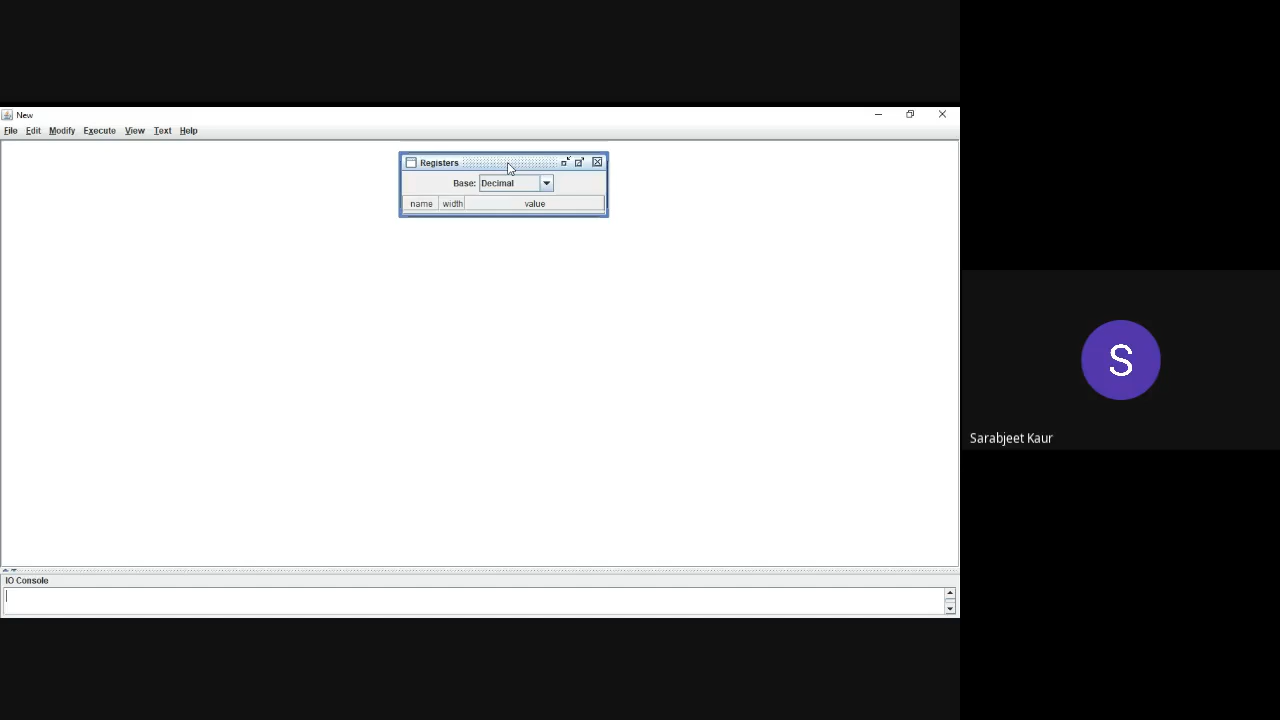 New
File Edit Modify Execute View Text Help
Registers
Base: Decimal
name width value
IO Console
S
Sarabjeet Kaur